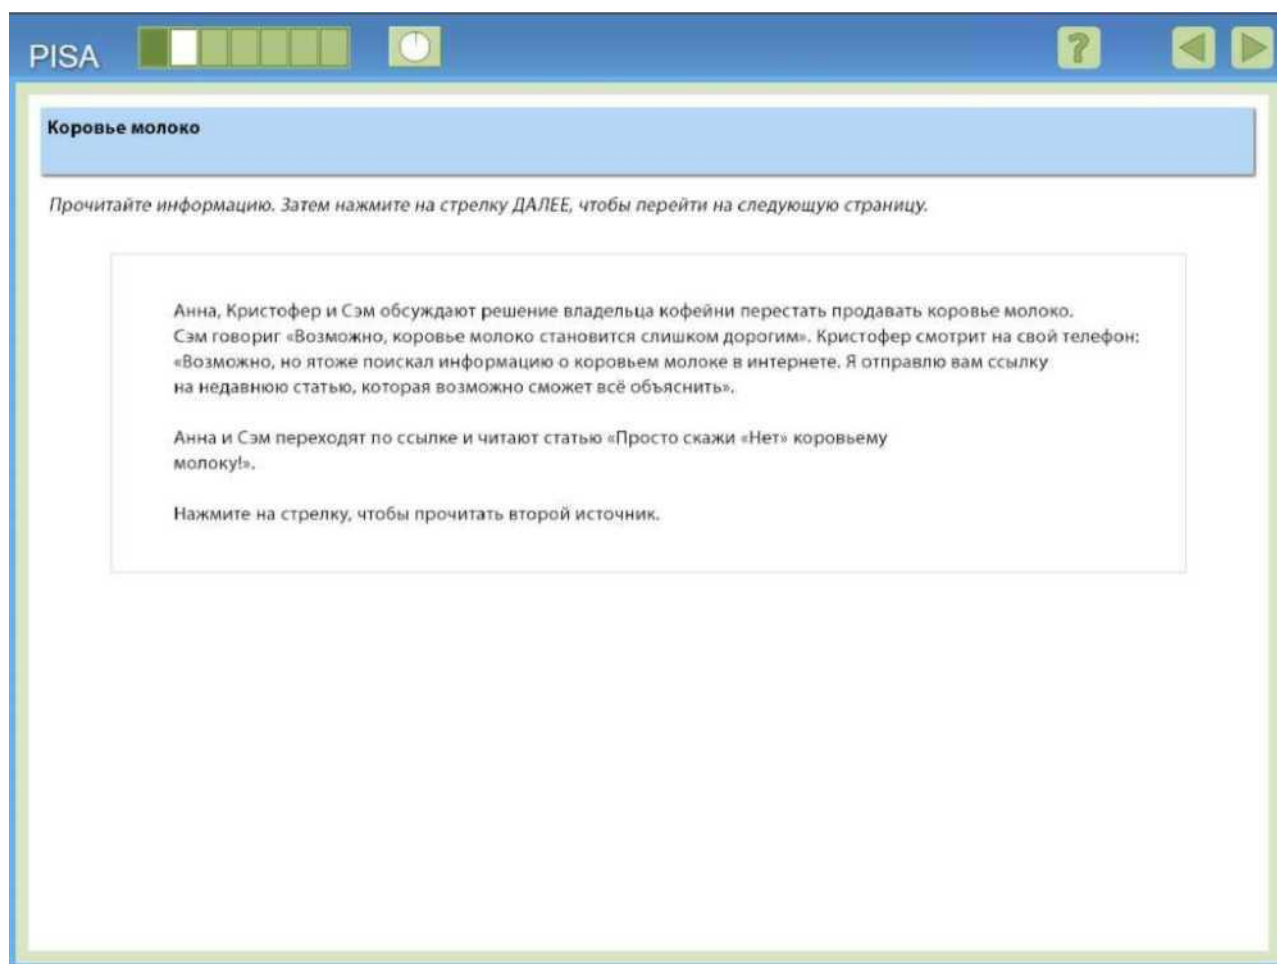 PISA
?
Коровье молоко
Прочитайте информацию. Затем нажмите на стрелку ДАЛЕЕ, чтобы перейти на следующую страницу.
Анна, Кристофер и Сэм обсуждают решение владельца кофейни перестать продавать коровье молоко.
Сэм говориг «Возможно, коровье молоко становится слишком дорогим». Кристофер смотрит на свой телефон:
«Возможно, но ятоже поискал информацию о коровьем молоке в интернете. Я отправлю вам ссылку
на недавнюю статью, которая возможно сможет всё объяснить».
Анна и Сэм переходят по ссылке и читают статью «Просто скажи «Нет» коровьему
молоку!».
Нажмите на стрелку, чтобы прочитать второй источник.